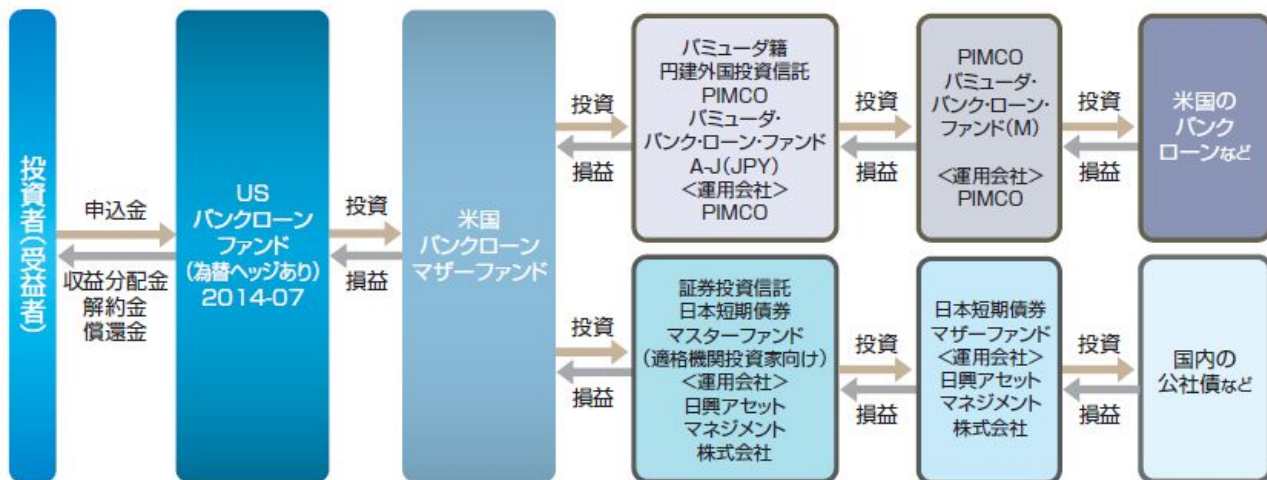 投資者(受益者)
申込金
収益分配金
解約金
償還金
US
バンクローン
ファンド
(為替ヘッジあり)
2014-07
投資
損益
米国
バンクローン
マザーファンド
投資
損益
バミューダ籍
円建外国投資信託
PIMCO
バミューダ・
バンク・ローン・ファンド
A-J(JPY)
<運用会社>
PIMCO
投資
損益
PIMCO
バミューダ・
バンク・ローン・
ファンド(M)
<運用会社>
PIMCO
投資
損益
米国の
バンク
ローンなど
投資
損益
証券投資信託
日本短期債券
マスターファンド
(適格機関投資家向け)
<運用会社>
日興アセット
マネジメント
株式会社
投資
損益
日本短期債券
マザーファンド
<運用会社>
日興アセット
マネジメント
株式会社
投資
損益
国内の
公社債など